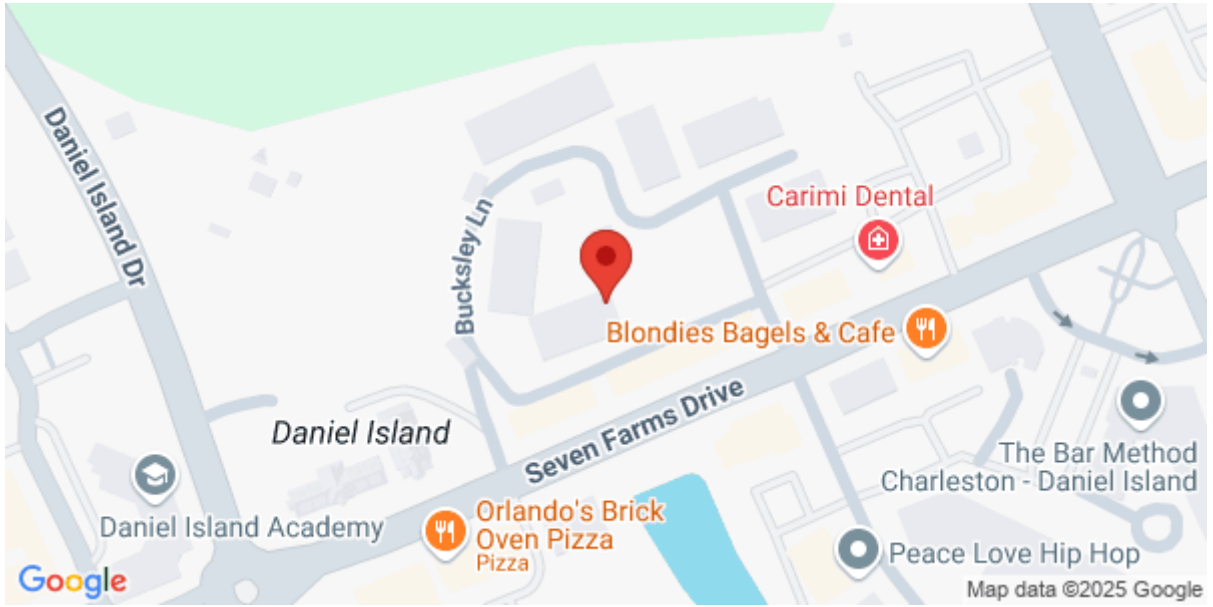 Daniel Island Dr
Bucksley Ln
Carimi Dental
Blondies Bagels & Cafe
Seven Farms Drive
Daniel Island
The Bar Method
Charleston - Daniel Island
Daniel Island Academy
Orlando's Brick
Oven Pizza
Pizza
Peace Love Hip Hop
Google
Map data ©2025 Google